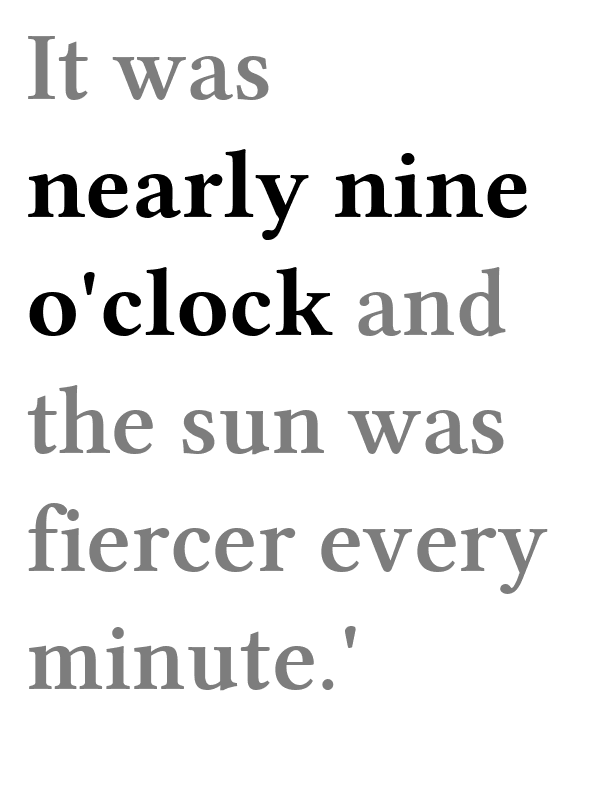 It was
nearly nine
o'clock and
the sun was
fiercer every
minute.'